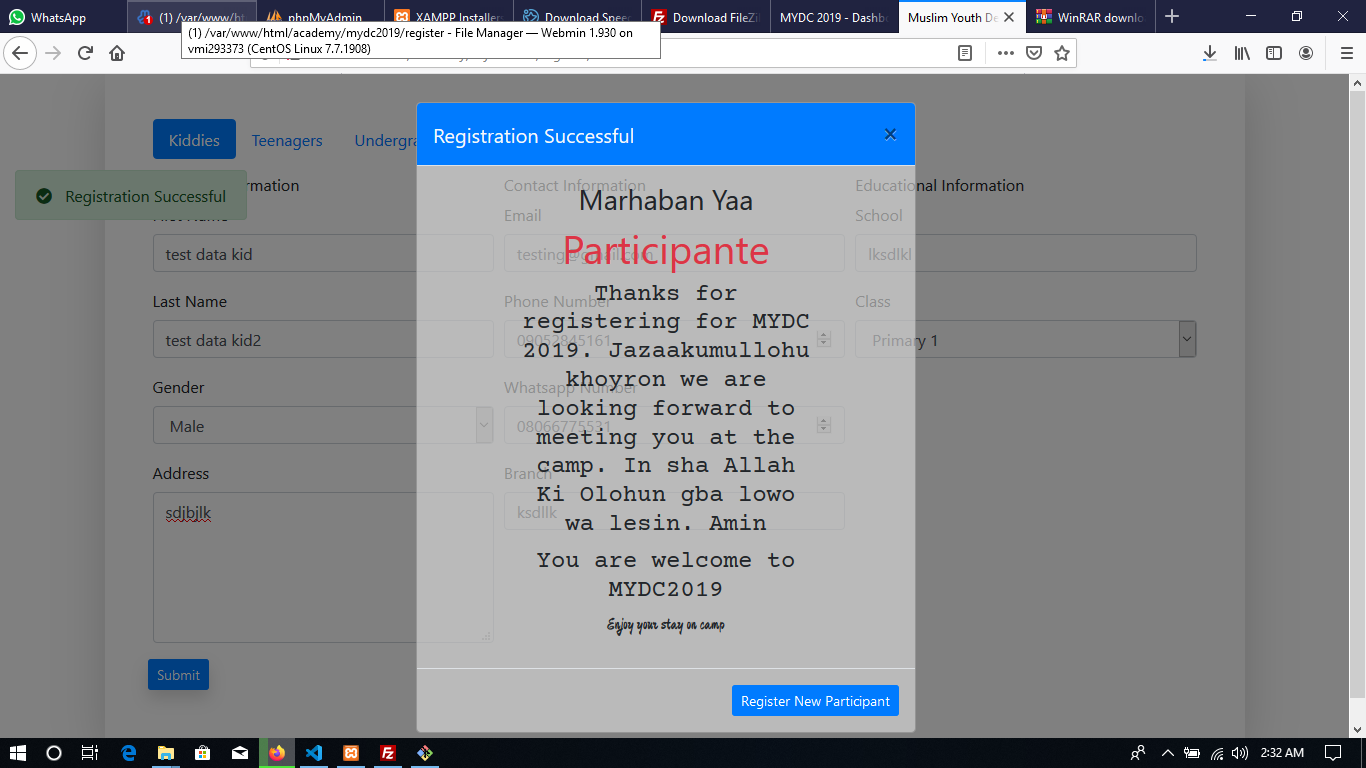 WhatsApp
(1) /var/www/ht
phpMyAdmin
XAMPP Installers
Download Speed
Download FileZil
MYDC 2019 - Dashb
Muslim Youth De
WinRAR downlo
(1) /var/www/html/academy/mydc2019/register - File Manager — Webmin 1.930 on
vmi293373 (CentOS Linux 7.7.1908)
Kiddies
Teenagers
Undergra
Registration Successful
×
Registration Successful
rmation
Contact Information
Educational Information
Marhaban Yaa
First Name
Email
School
test data kid
testing@gmail.com
lksdlkl
Participante
Thanks for
registering for MYDC
2019. Jazaakumullohu
khoyron we are
looking forward to
meeting you at the
camp. In sha Allah
Ki Olohun gba lowo
wa lesin. Amin
You are welcome to
MYDC2019
Enjoy your stay on camp
Last Name
Phone Number
Class
test data kid2
09052845161
Primary 1
Gender
Whatsapp Number
Male
08066775531
Address
Branch
sdjbjlk
ksdllk
Submit
Register New Participant
2:32 AM